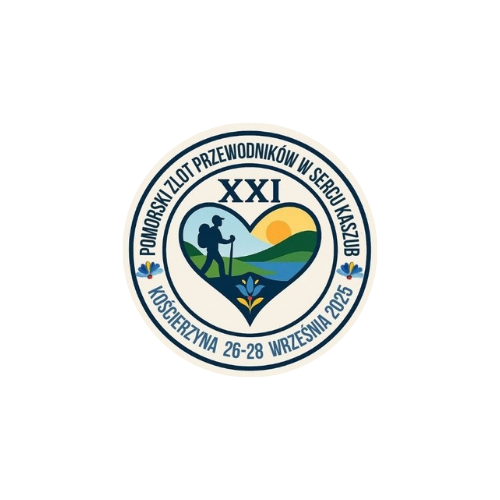 POMORSKI ZLOT PRZEWODNIKÓW W SERCU KASZUB
XXI
KOŚCIERZYNA 26-28 WRZEŚNIA 2025